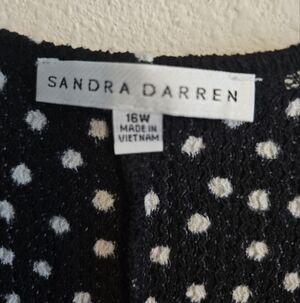 SANDRA DARREN
16W
MADE IN
VIETNAM